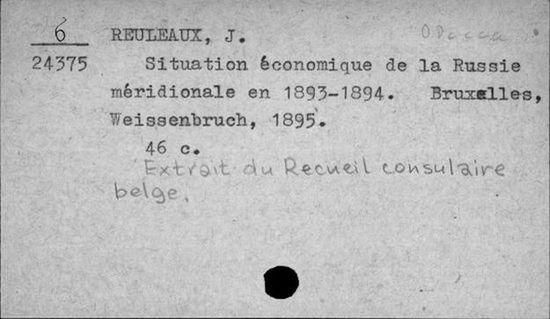 6 REULEAUX, J.
24375 Situation économique de la Russie
méridionale en 1893-1894. Bruxelles,
Weissenbruch, 1895.
46 c.
Extrait du Recueil consulaire
belge.